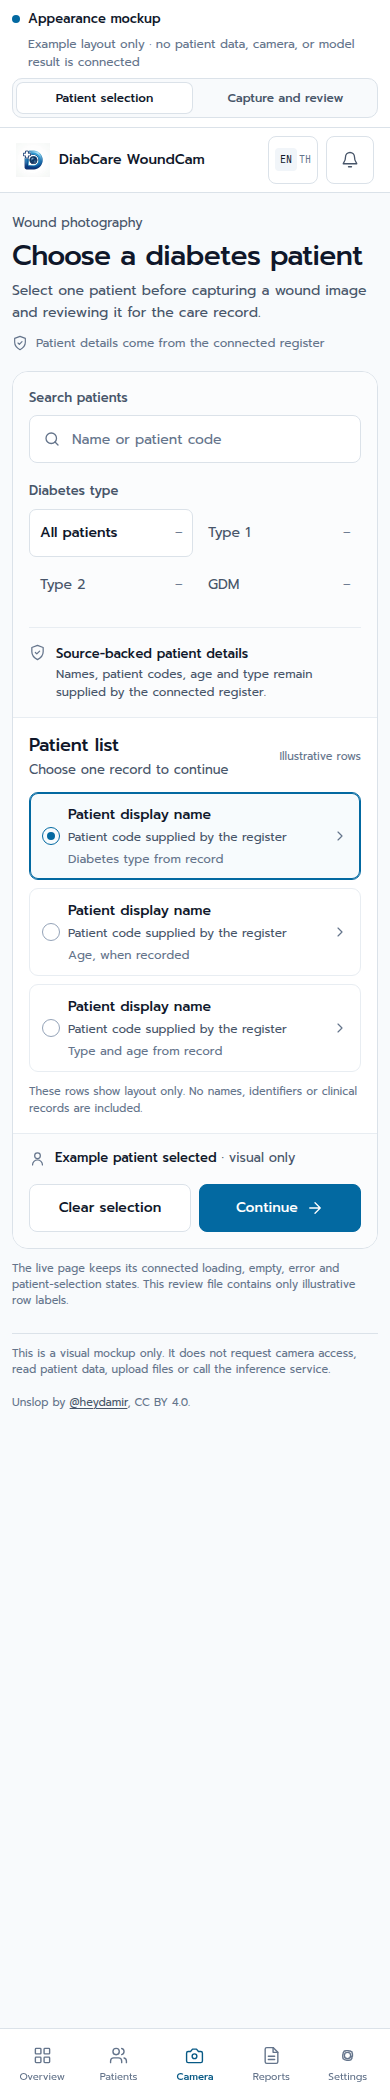 Appearance mockup
Example layout only · no patient data, camera, or model
result is connected
Patient selection
Capture and review
DiabCare WoundCam
EN TH
Wound photography
Choose a diabetes patient
Select one patient before capturing a wound image
and reviewing it for the care record.
Patient details come from the connected register
Search patients
Name or patient code
Diabetes type
All patients –
Type 1 –
Type 2 –
GDM –
Source-backed patient details
Names, patient codes, age and type remain
supplied by the connected register.
Patient list
Choose one record to continue
Illustrative rows
Patient display name
Patient code supplied by the register
Diabetes type from record
Patient display name
Patient code supplied by the register
Age, when recorded
Patient display name
Patient code supplied by the register
Type and age from record
These rows show layout only. No names, identifiers or clinical
records are included.
Example patient selected · visual only
Clear selection
Continue
The live page keeps its connected loading, empty, error and
patient-selection states. This review file contains only illustrative
row labels.
This is a visual mockup only. It does not request camera access,
read patient data, upload files or call the inference service.
Unslop by @heydamir, CC BY 4.0.
Overview
Patients
Camera
Reports
Settings